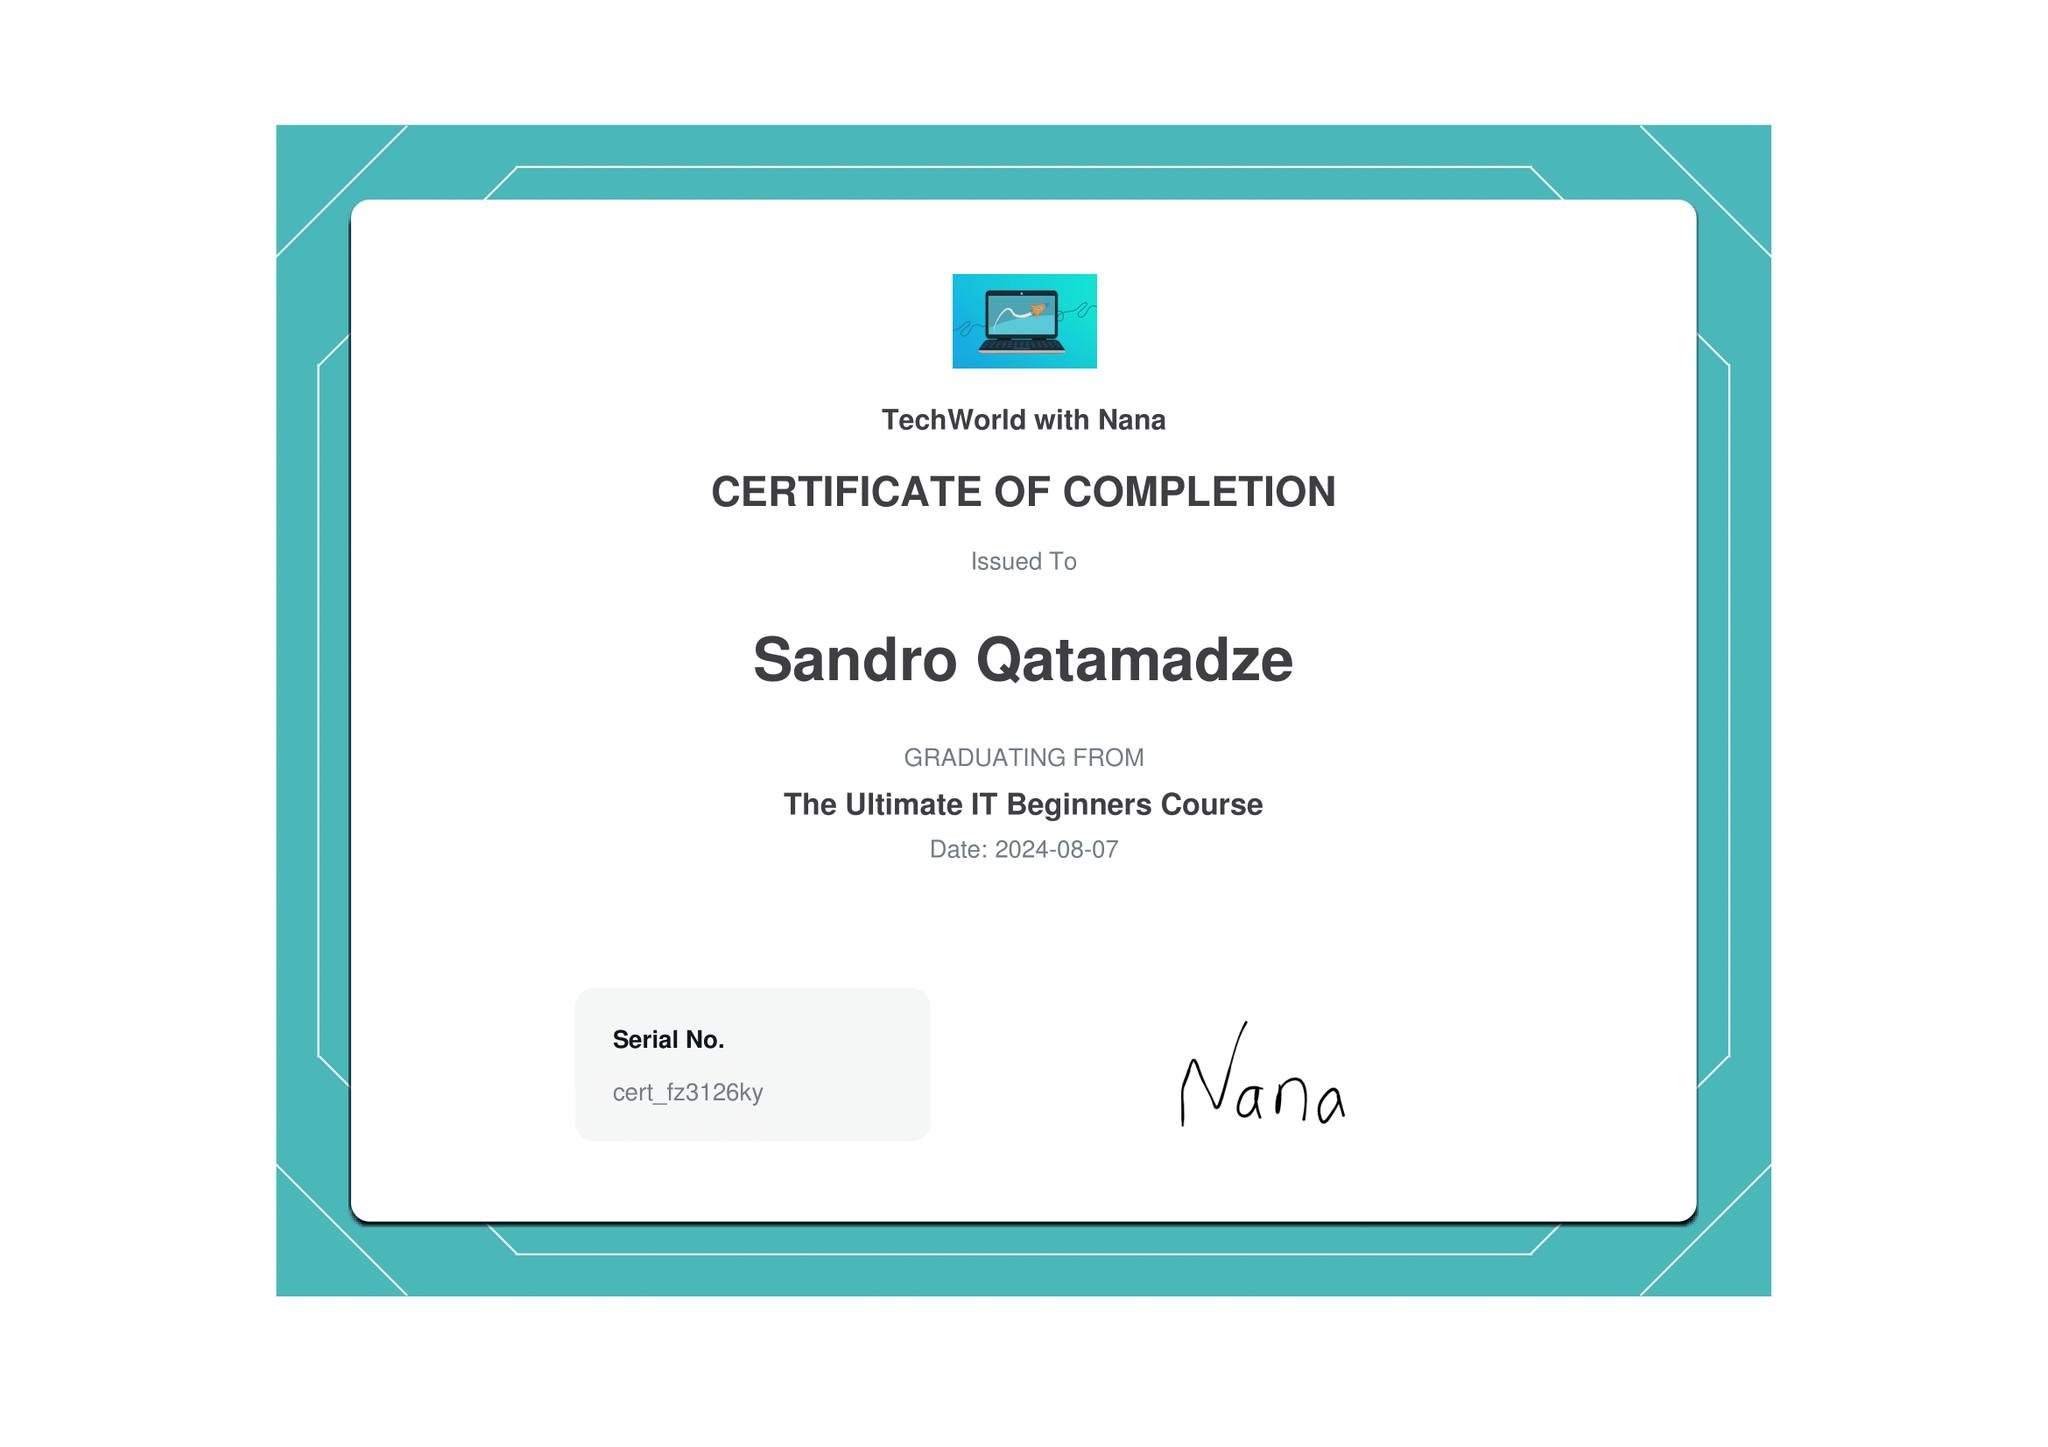 TechWorld with Nana
CERTIFICATE OF COMPLETION
Issued To
Sandro Qatamadze
GRADUATING FROM
The Ultimate IT Beginners Course
Date: 2024-08-07
Serial No.
cert_fz3126ky
Nana